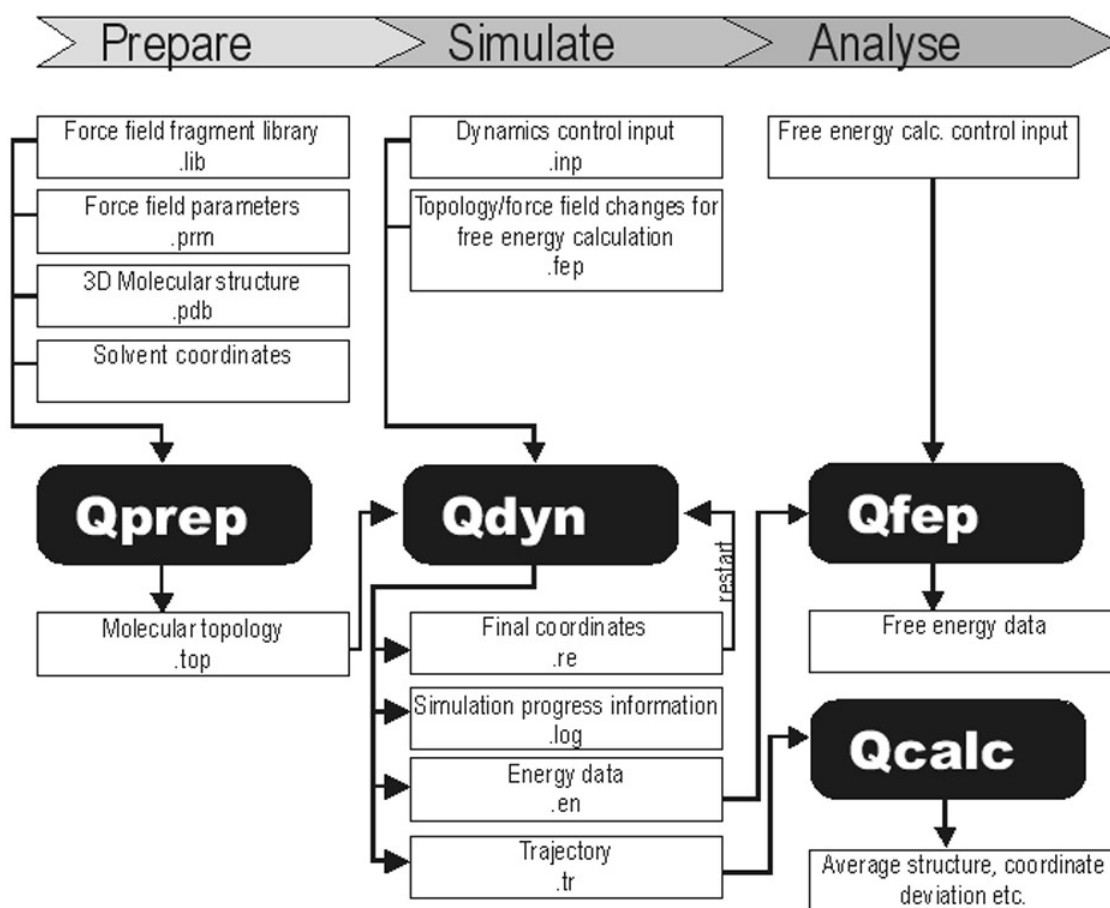 Prepare
Simulate
Analyse
Force field fragment library
.lib
Force field parameters
.prm
3D Molecular structure
.pdb
Solvent coordinates
Dynamics control input
.inp
Topology/force field changes for
free energy calculation
.fep
Free energy calc. control input
Qprep
Qdyn
Qfep
restart
Molecular topology
.top
Final coordinates
.re
Simulation progress information
.log
Energy data
.en
Trajectory
.tr
Free energy data
Qcalc
Average structure, coordinate
deviation etc.